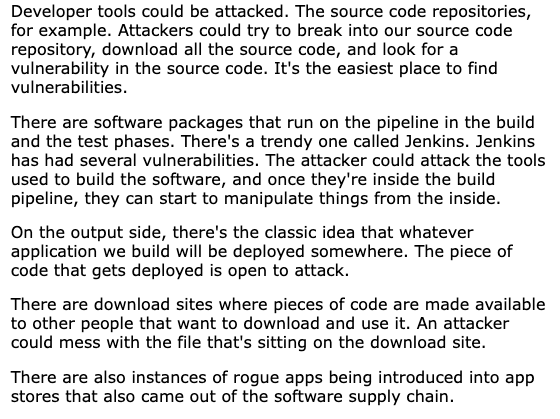 Developer tools could be attacked. The source code repositories,
for example. Attackers could try to break into our source code
repository, download all the source code, and look for a
vulnerability in the source code. It's the easiest place to find
vulnerabilities.
There are software packages that run on the pipeline in the build
and the test phases. There's a trendy one called Jenkins. Jenkins
has had several vulnerabilities. The attacker could attack the tools
used to build the software, and once they're inside the build
pipeline, they can start to manipulate things from the inside.
On the output side, there's the classic idea that whatever
application we build will be deployed somewhere. The piece of
code that gets deployed is open to attack.
There are download sites where pieces of code are made available
to other people that want to download and use it. An attacker
could mess with the file that's sitting on the download site.
There are also instances of rogue apps being introduced into app
stores that also came out of the software supply chain.